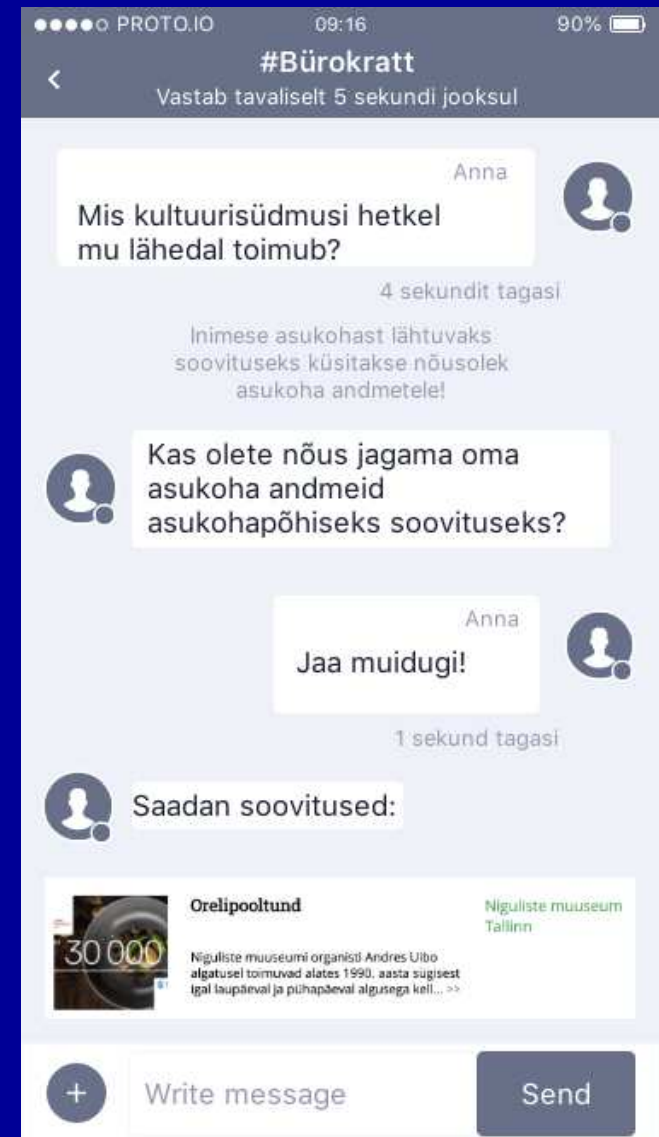 PROTO.IO 09:16 90%
#Bürokratt
Vastab tavaliselt 5 sekundi jooksul
Anna
Mis kultuurisüdmusi hetkel
mu lähedal toimub?
4 sekundit tagasi
Inimese asukohast lähtuvaks
soovituseks küsitakse nõusolek
asukoha andmetele!
Kas olete nõus jagama oma
asukoha andmeid
asukohapõhiseks soovituseks?
Anna
Jaa muidugi!
1 sekund tagasi
Saadan soovitused:
30 000
Orelipooltund
Niguliste muuseumi organisti Andres Uibo
algatusel toimuvad alates 1990. aasta sügisest
igal laupäeval ja pühapäeval algusega kell... >>
Niguliste muuseum
Tallinn
+ Write message Send